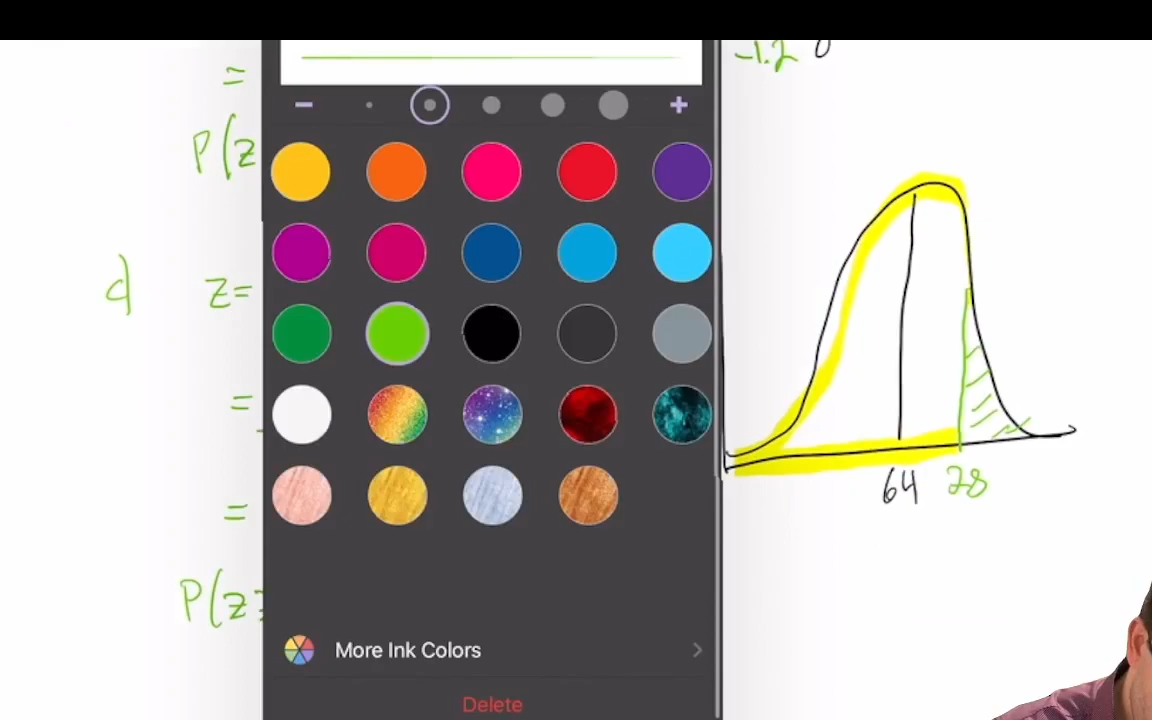 -1.2 0
=
P(z
d) z=
=
=
P(z>
64 78
More Ink Colors
Delete